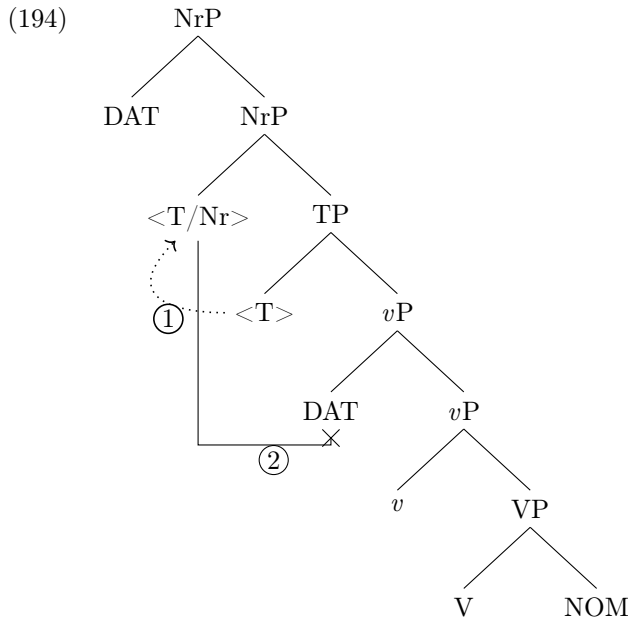 (194) NrP
DAT NrP
<T/Nr> TP
① <T> vP
DAT vP
② v VP
V NOM